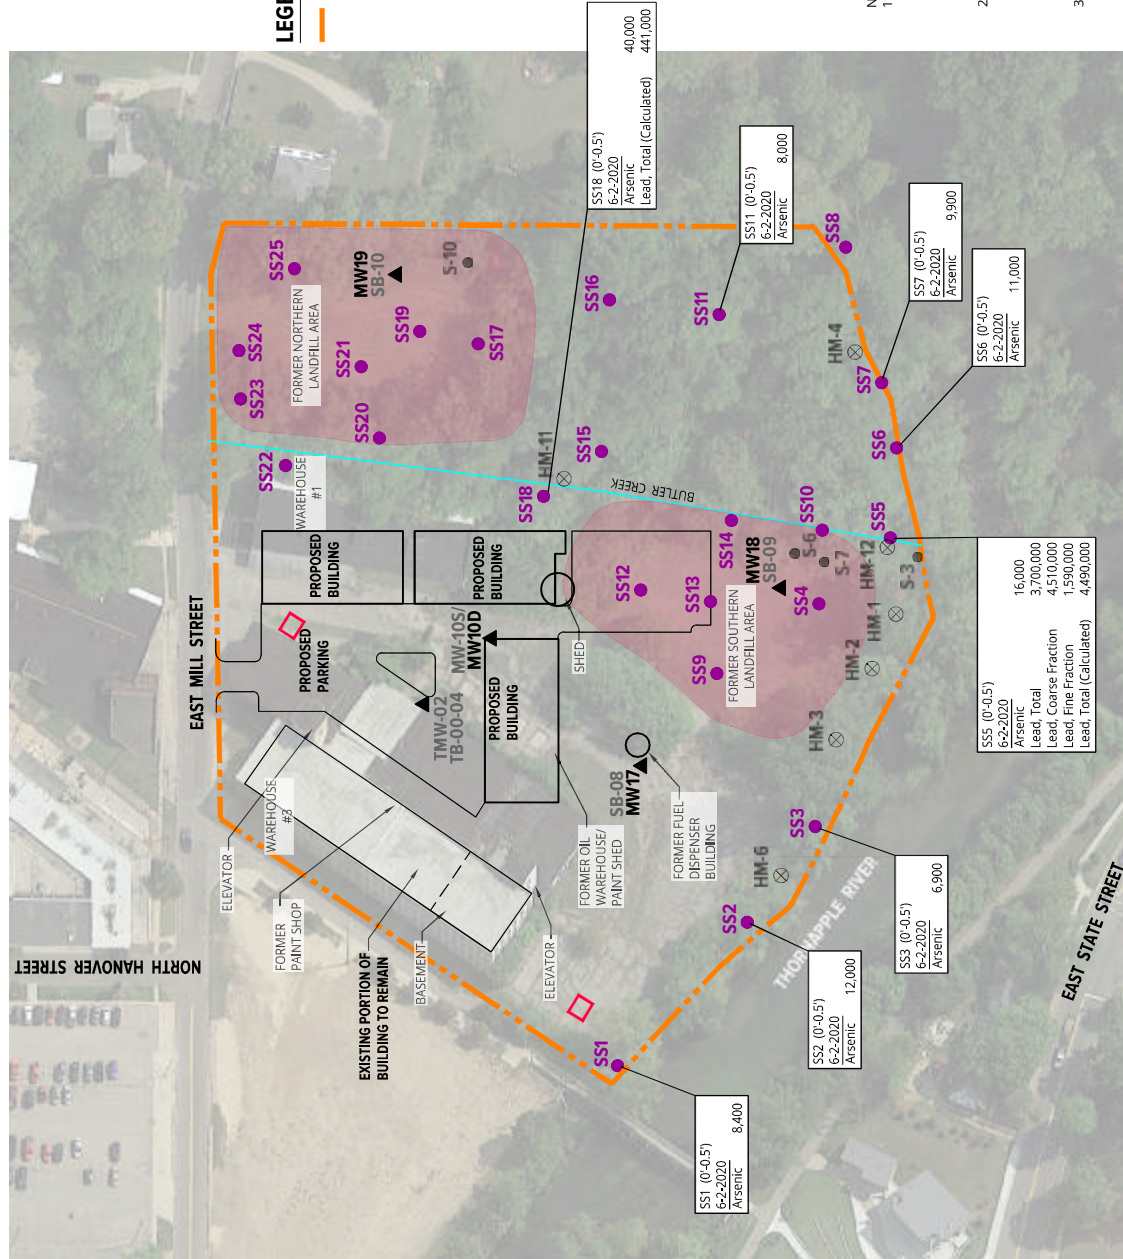 LEGE
N
1
2
3
EAST MILL STREET
NORTH HANOVER STREET
EAST STATE STREET
THORNAPPLE RIVER
BUTLER CREEK
SS25
SS24
SS23
FORMER NORTHERN
LANDFILL AREA
MW19
SB-10
S-10
SS19
SS21
SS17
SS20
SS22
WAREHOUSE
#1
SS16
SS15
HM-11
SS18
SS11
SS8
HM-4
SS7
SS6
SS5
HM-12
S-3
HM-1
HM-2
HM-3
SS10
SS14
MW18
SB-09
S-6
S-7
SS4
SS12
SS13
SS9
FORMER SOUTHERN
LANDFILL AREA
PROPOSED
BUILDING
PROPOSED
BUILDING
PROPOSED
BUILDING
PROPOSED
PARKING
SHED
MW-10S/
MW10D
TMW-02
TB-00-04
SB-08
MW17
FORMER FUEL
DISPENSER
BUILDING
FORMER OIL
WAREHOUSE/
PAINT SHED
WAREHOUSE
#3
ELEVATOR
FORMER
PAINT SHOP
EXISTING PORTION OF
BUILDING TO REMAIN
BASEMENT
ELEVATOR
SS3
HM-6
SS2
SS1
SS18 (0'-0.5')
6-2-2020
Arsenic 40,000
Lead, Total (Calculated) 441,000
SS11 (0'-0.5')
6-2-2020
Arsenic 8,000
SS7 (0'-0.5')
6-2-2020
Arsenic 9,900
SS6 (0'-0.5')
6-2-2020
Arsenic 11,000
SS5 (0'-0.5')
6-2-2020
Arsenic 16,000
Lead, Total 3,700,000
Lead, Coarse Fraction 4,510,000
Lead, Fine Fraction 1,590,000
Lead, Total (Calculated) 4,490,000
SS3 (0'-0.5')
6-2-2020
Arsenic 6,900
SS2 (0'-0.5')
6-2-2020
Arsenic 12,000
SS1 (0'-0.5')
6-2-2020
Arsenic 8,400